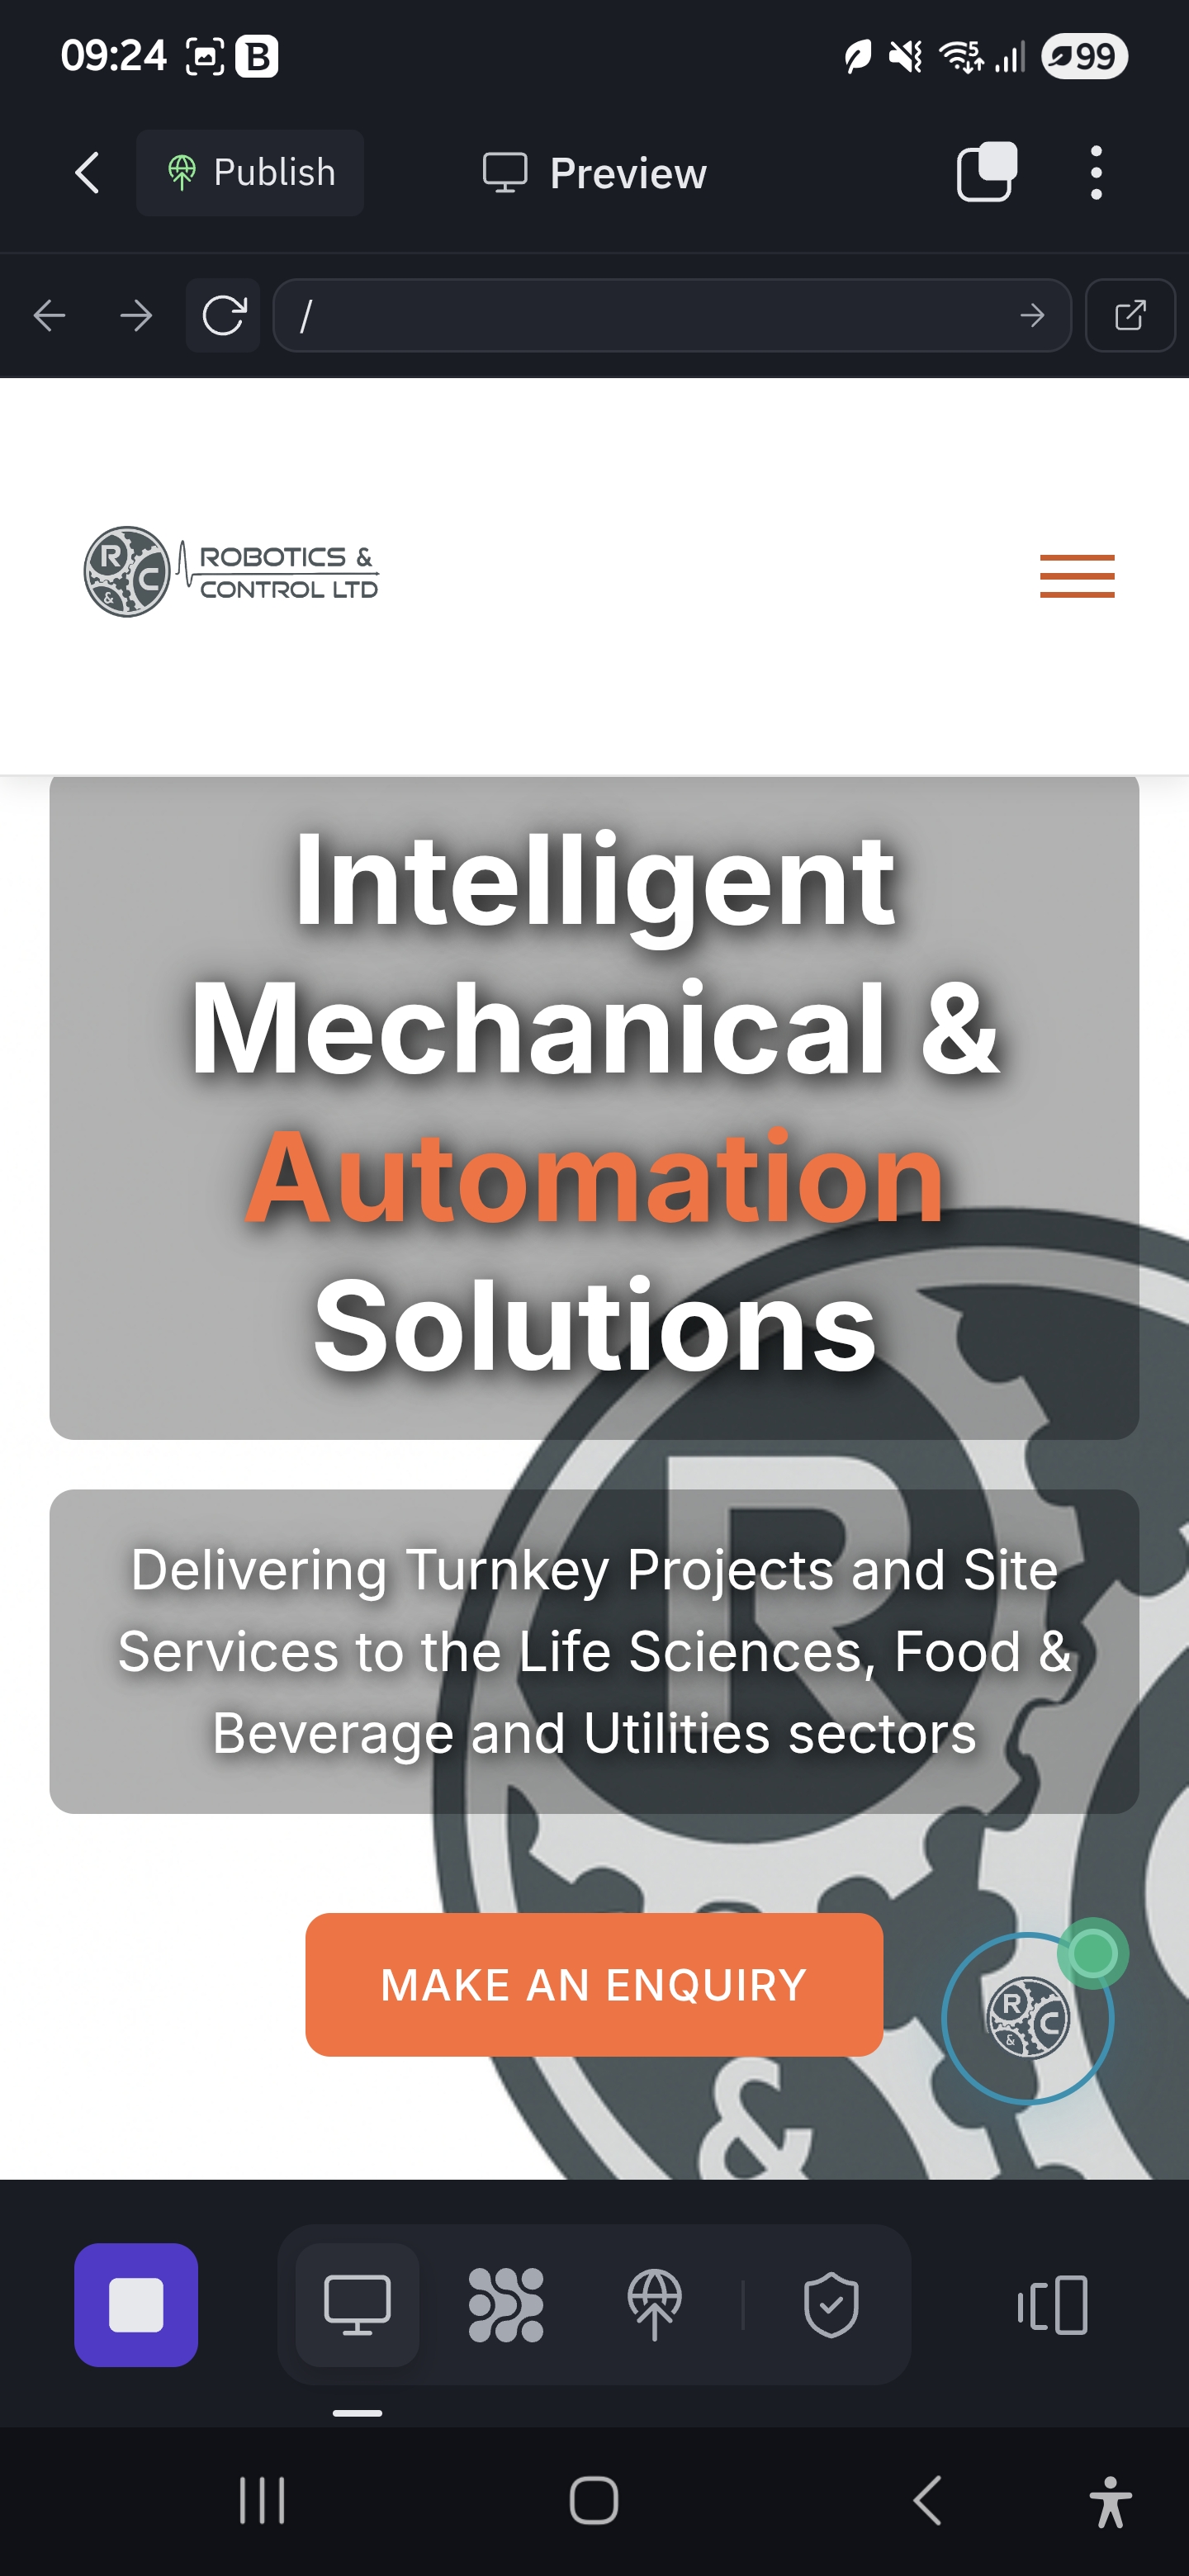 09:24
B
5
99
Publish
Preview
/
R
C
&
ROBOTICS &
CONTROL LTD
Intelligent
Mechanical &
Automation
Solutions
R
Delivering Turnkey Projects and Site
Services to the Life Sciences, Food &
Beverage and Utilities sectors
MAKE AN ENQUIRY
R
C
&
&